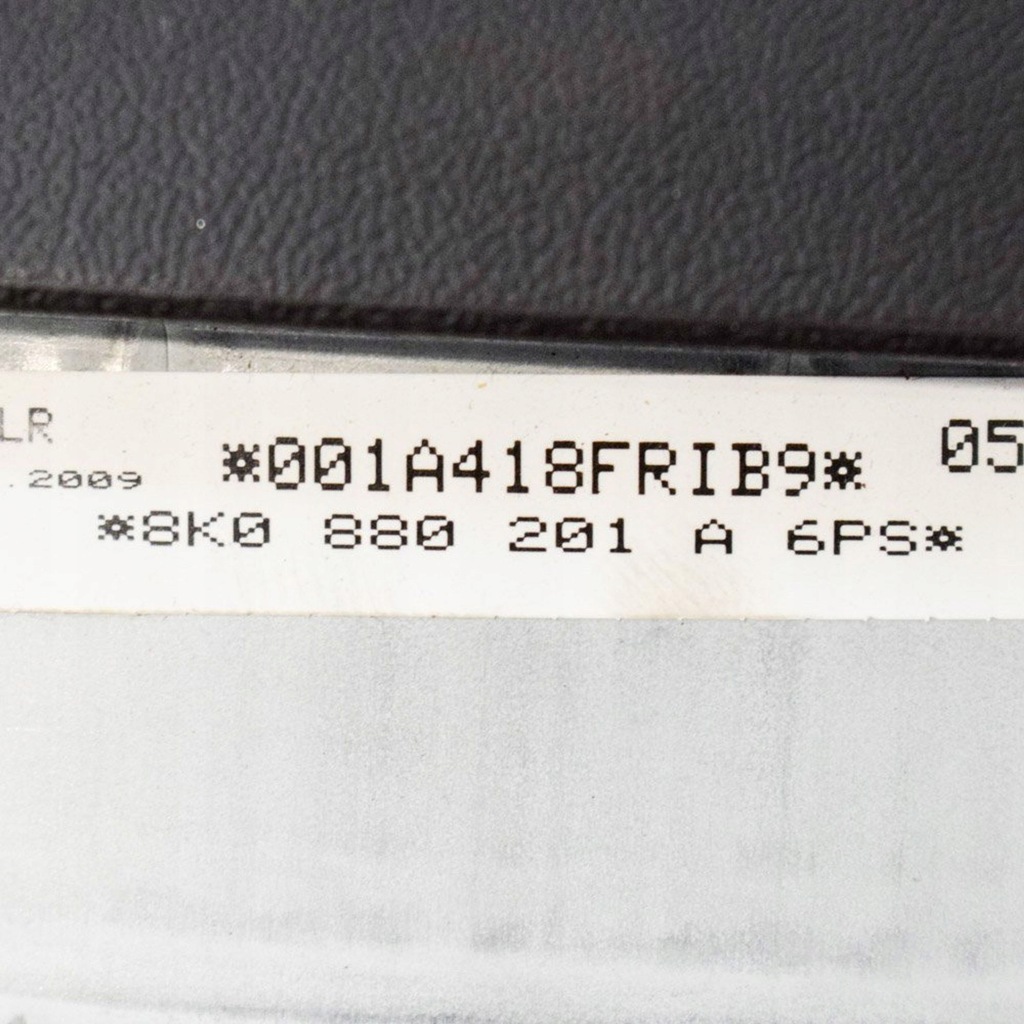 LR *001A418FRIB9* 05
.2009
*8K0 880 201 A 6PS*